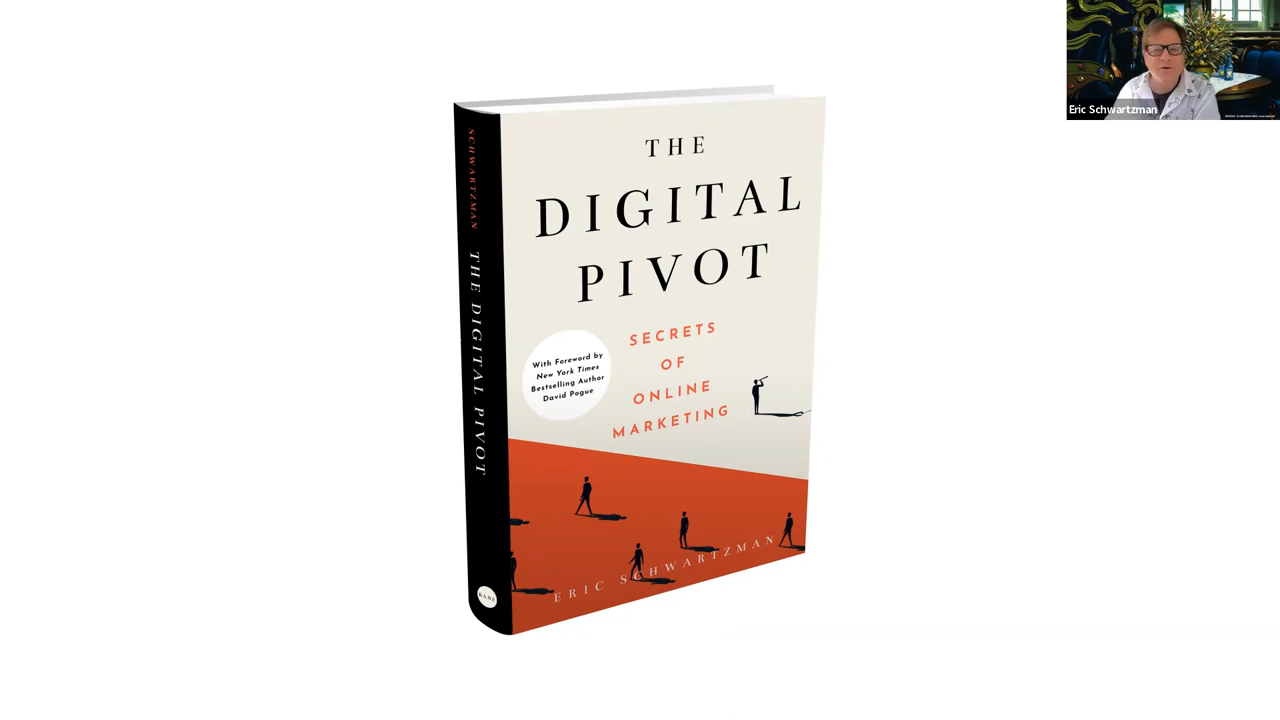 SCHWARTZMAN
THE DIGITAL PIVOT
KANE
THE
DIGITAL
PIVOT
SECRETS
OF
ONLINE
MARKETING
With Foreword by
New York Times
Bestselling Author
David Pogue
ERIC SCHWARTZMAN
Eric Schwartzman